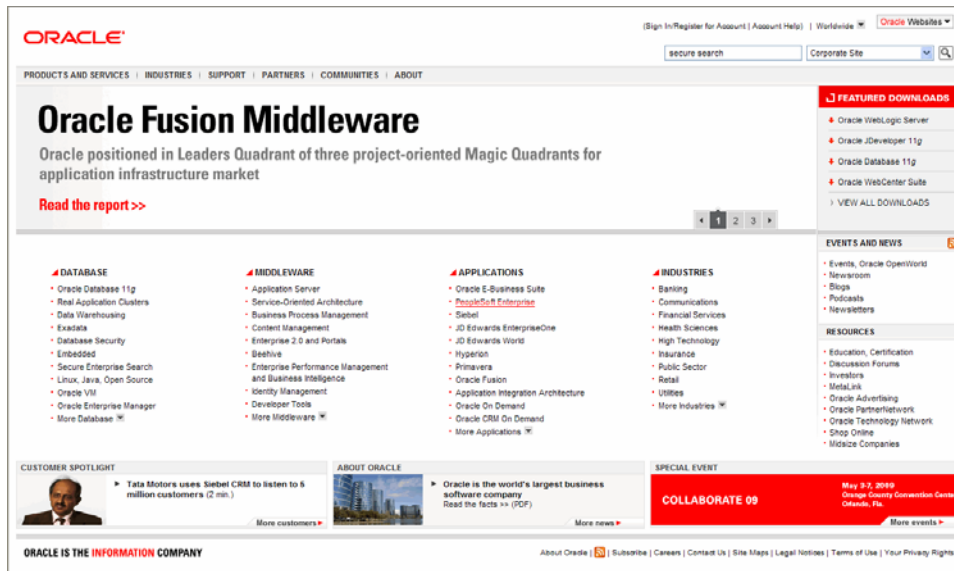 (Sign In/Register for Account | Account Help) | Worldwide Oracle Websites
ORACLE
secure search Corporate Site
PRODUCTS AND SERVICES | INDUSTRIES | SUPPORT | PARTNERS | COMMUNITIES | ABOUT
Oracle Fusion Middleware
Oracle positioned in Leaders Quadrant of three project-oriented Magic Quadrants for
application infrastructure market
Read the report >>
1 2 3
FEATURED DOWNLOADS
Oracle WebLogic Server
Oracle JDeveloper 11g
Oracle Database 11g
Oracle WebCenter Suite
VIEW ALL DOWNLOADS
DATABASE
Oracle Database 11g
Real Application Clusters
Data Warehousing
Exadata
Database Security
Embedded
Secure Enterprise Search
Linux, Java, Open Source
Oracle VM
Oracle Enterprise Manager
More Database
MIDDLEWARE
Application Server
Service-Oriented Architecture
Business Process Management
Content Management
Enterprise 2.0 and Portals
Beehive
Enterprise Performance Management
and Business Intelligence
Identity Management
Developer Tools
More Middleware
APPLICATIONS
Oracle E-Business Suite
PeopleSoft Enterprise
Siebel
JD Edwards EnterpriseOne
JD Edwards World
Hyperion
Primavera
Oracle Fusion
Application Integration Architecture
Oracle On Demand
Oracle CRM On Demand
More Applications
INDUSTRIES
Banking
Communications
Financial Services
Health Sciences
High Technology
Insurance
Public Sector
Retail
Utilities
More Industries
EVENTS AND NEWS
Events, Oracle OpenWorld
Newsroom
Blogs
Podcasts
Newsletters
RESOURCES
Education, Certification
Discussion Forums
Investors
MetaLink
Oracle Advertising
Oracle PartnerNetwork
Oracle Technology Network
Shop Online
Midsize Companies
CUSTOMER SPOTLIGHT
Tata Motors uses Siebel CRM to listen to 5
million customers (2 min.)
More customers
ABOUT ORACLE
Oracle is the world's largest business
software company
Read the facts >> (PDF)
More news
SPECIAL EVENT
COLLABORATE 09
May 3-7, 2009
Orange County Convention Cente
Orlando, Fla.
More events
ORACLE IS THE INFORMATION COMPANY
About Oracle | Subscribe | Careers | Contact Us | Site Maps | Legal Notices | Terms of Use | Your Privacy Rights